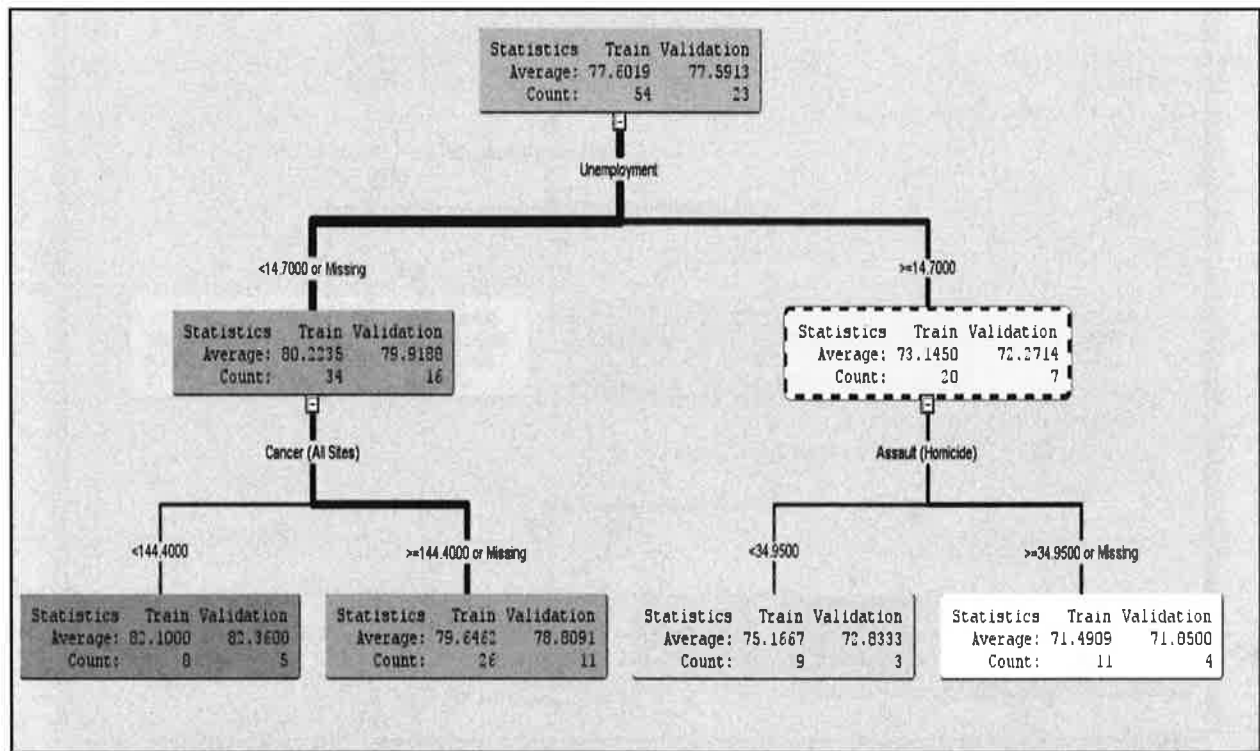 Statistics Train Validation
Average: 77.6019 77.5913
Count: 54 23
Unemployment
<14.7000 or Missing
>=14.7000
Statistics Train Validation
Average: 80.2235 79.9188
Count: 34 16
Statistics Train Validation
Average: 73.1450 72.2714
Count: 20 7
Cancer (All Sites)
Assault (Homicide)
<144.4000
>=144.4000 or Missing
<34.9500
>=34.9500 or Missing
Statistics Train Validation
Average: 82.1000 82.3600
Count: 8 5
Statistics Train Validation
Average: 79.6462 78.8091
Count: 26 11
Statistics Train Validation
Average: 75.1667 72.8333
Count: 9 3
Statistics Train Validation
Average: 71.4909 71.8500
Count: 11 4